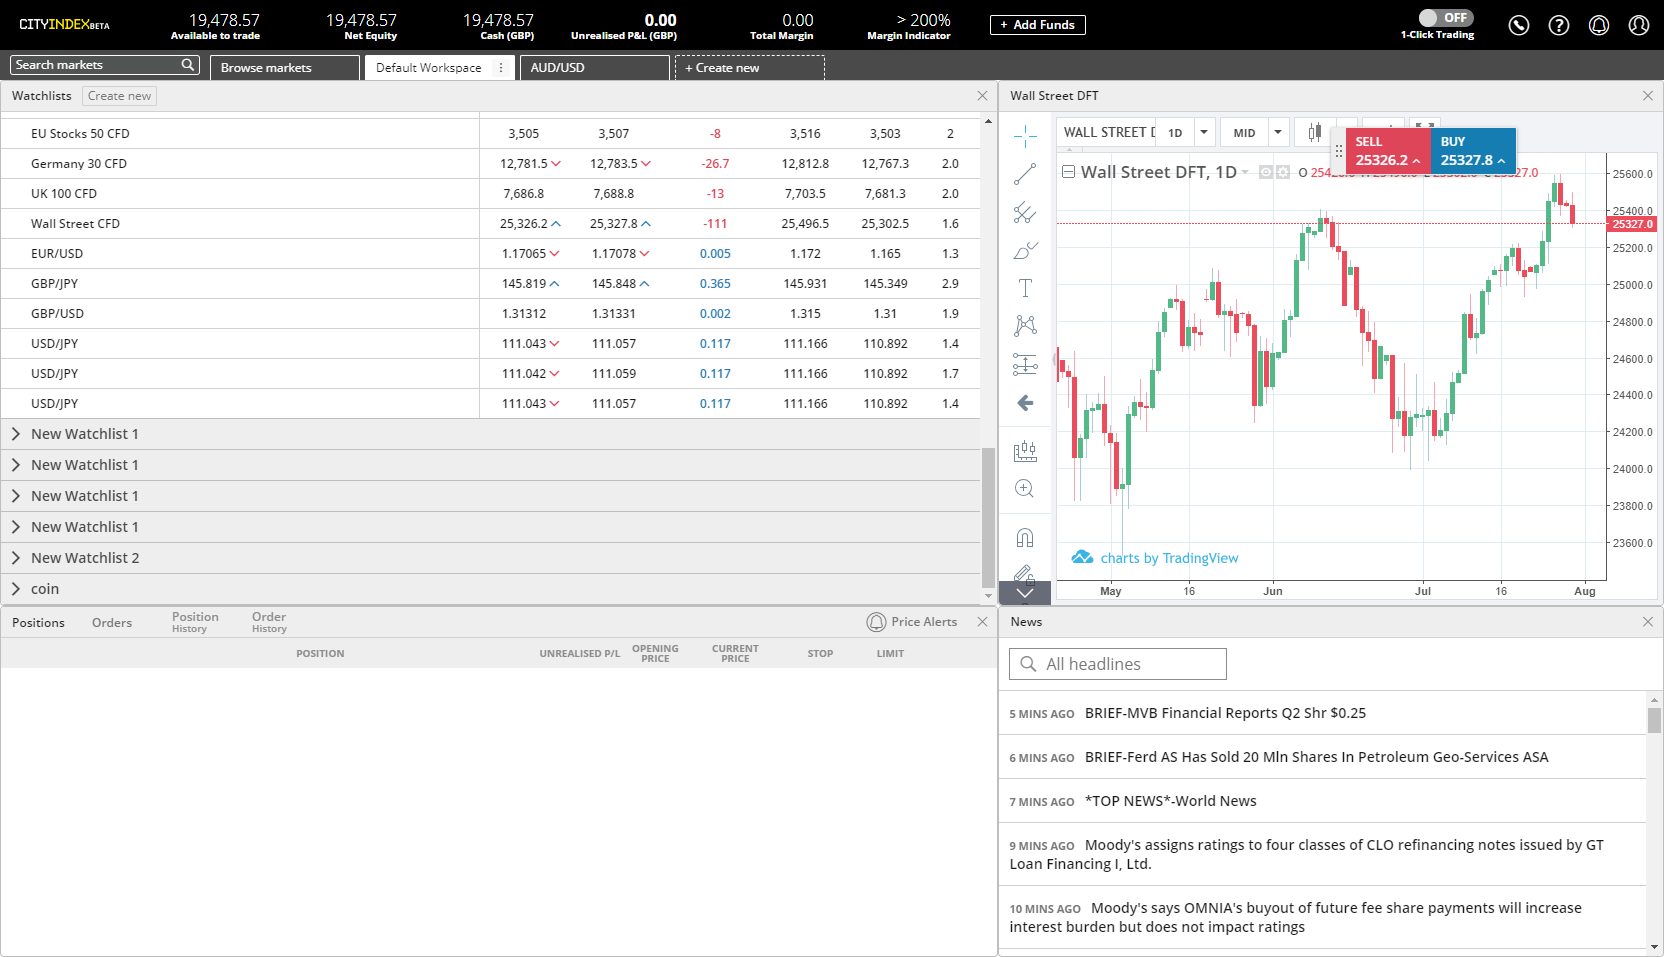 CITYINDEX BETA
19,478.57
Available to trade
19,478.57
Net Equity
19,478.57
Cash (GBP)
0.00
Unrealised P&L (GBP)
0.00
Total Margin
> 200%
Margin Indicator
+ Add Funds
OFF
1-Click Trading
Search markets
Browse markets
Default Workspace
AUD/USD
+ Create new
Watchlists Create new
EU Stocks 50 CFD 3,505 3,507 -8 3,516 3,503 2
Germany 30 CFD 12,781.5 12,783.5 -26.7 12,812.8 12,767.3 2.0
UK 100 CFD 7,686.8 7,688.8 -13 7,703.5 7,681.3 2.0
Wall Street CFD 25,326.2 25,327.8 -111 25,496.5 25,302.5 1.6
EUR/USD 1.17065 1.17078 0.005 1.172 1.165 1.3
GBP/JPY 145.819 145.848 0.365 145.931 145.349 2.9
GBP/USD 1.31312 1.31331 0.002 1.315 1.31 1.9
USD/JPY 111.043 111.057 0.117 111.166 110.892 1.4
USD/JPY 111.042 111.059 0.117 111.166 110.892 1.7
USD/JPY 111.043 111.057 0.117 111.166 110.892 1.4
New Watchlist 1
New Watchlist 1
New Watchlist 1
New Watchlist 1
New Watchlist 2
coin
Wall Street DFT
WALL STREET 1D MID
SELL
25326.2
BUY
25327.8
Wall Street DFT, 1D O
25600.0
25400.0
25327.0
25200.0
25000.0
24800.0
24600.0
24400.0
24200.0
24000.0
23800.0
23600.0
charts by TradingView
May 16 Jun Jul 16 Aug
Positions
Orders
Position
History
Order
History
Price Alerts
POSITION
UNREALISED P/L
OPENING
PRICE
CURRENT
PRICE
STOP
LIMIT
News
All headlines
5 MINS AGO BRIEF-MVB Financial Reports Q2 Shr $0.25
6 MINS AGO BRIEF-Ferd AS Has Sold 20 Mln Shares In Petroleum Geo-Services ASA
7 MINS AGO *TOP NEWS*-World News
9 MINS AGO Moody's assigns ratings to four classes of CLO refinancing notes issued by GT
Loan Financing I, Ltd.
10 MINS AGO Moody's says OMNIA's buyout of future fee share payments will increase
interest burden but does not impact ratings